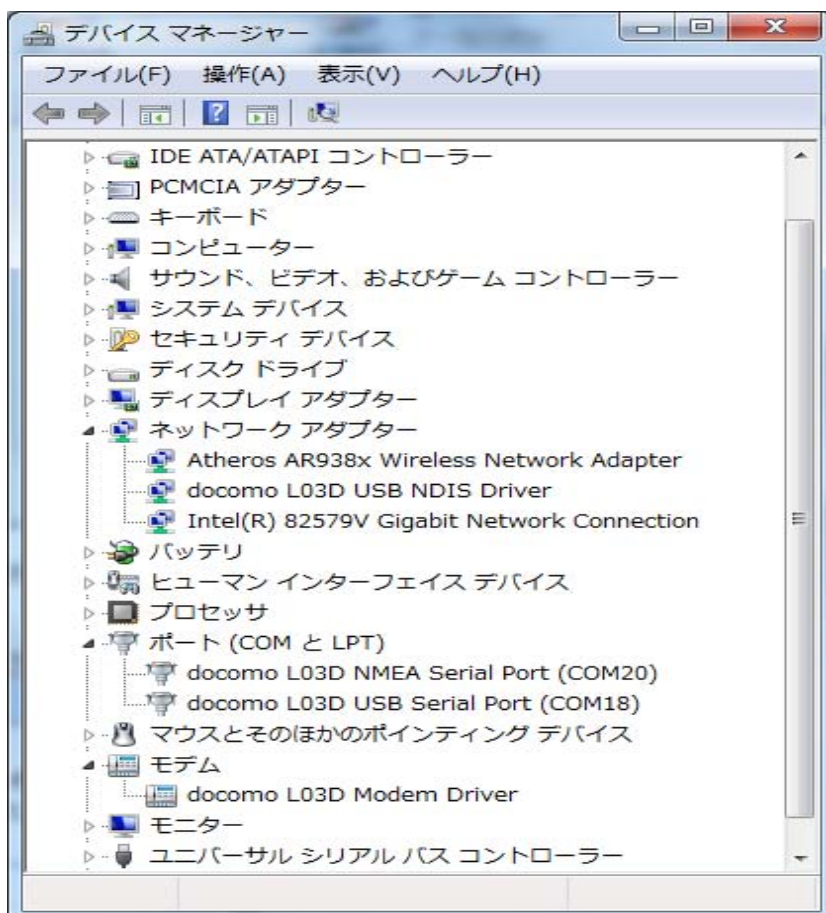 デバイス マネージャー
ファイル(F) 操作(A) 表示(V) ヘルプ(H)
IDE ATA/ATAPI コントローラー
PCMCIA アダプター
キーボード
コンピューター
サウンド、ビデオ、およびゲーム コントローラー
システム デバイス
セキュリティ デバイス
ディスク ドライブ
ディスプレイ アダプター
ネットワーク アダプター
Atheros AR938x Wireless Network Adapter
docomo L03D USB NDIS Driver
Intel(R) 82579V Gigabit Network Connection
バッテリ
ヒューマン インターフェイス デバイス
プロセッサ
ポート (COM と LPT)
docomo L03D NMEA Serial Port (COM20)
docomo L03D USB Serial Port (COM18)
マウスとそのほかのポインティング デバイス
モデム
docomo L03D Modem Driver
モニター
ユニバーサル シリアル バス コントローラー